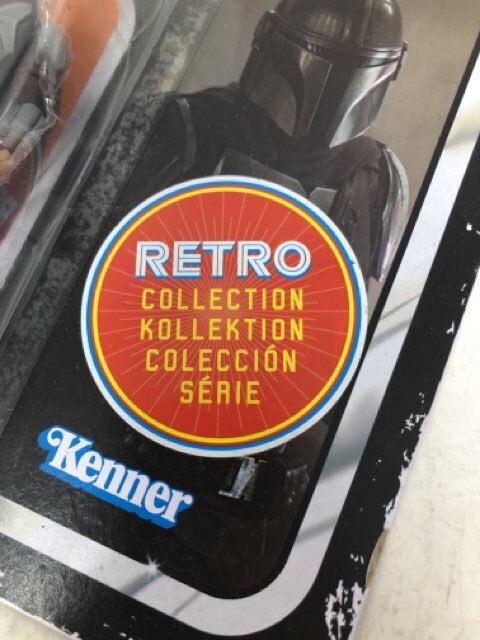 RETRO
COLLECTION
KOLLEKTION
COLECCIÓN
SÉRIE
Kenner